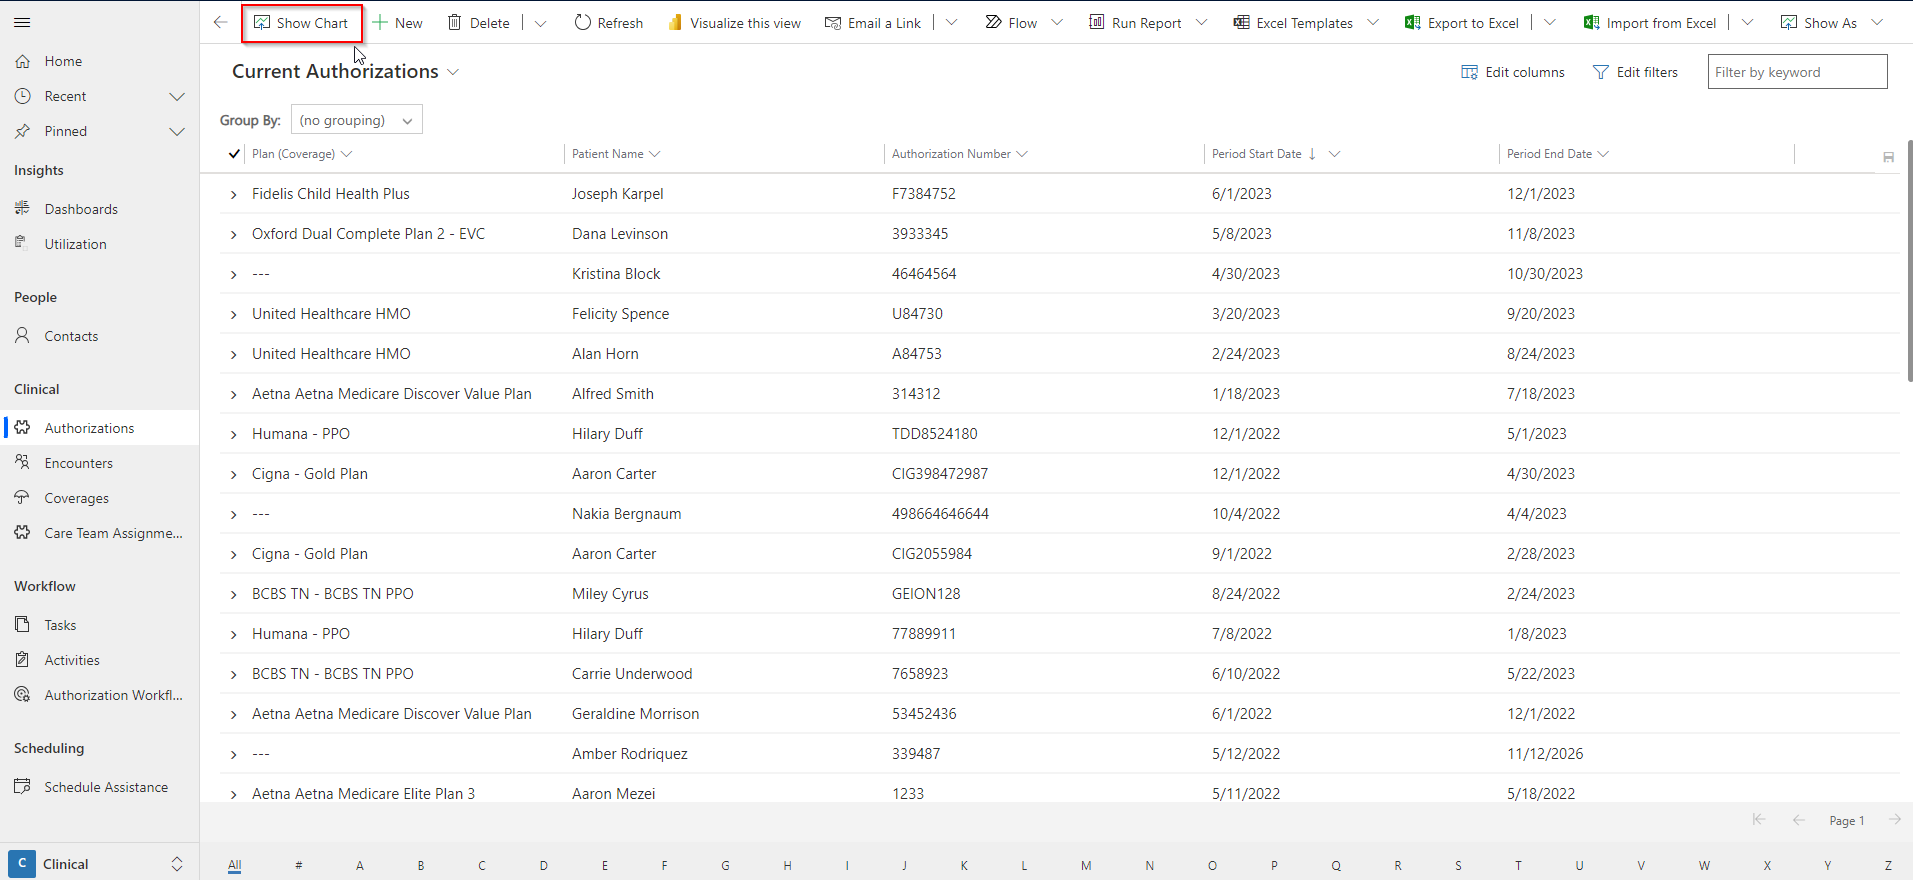 Show Chart New Delete Refresh Visualize this view Email a Link Flow Run Report Excel Templates Export to Excel Import from Excel Show As
Home
Recent
Pinned
Insights
Dashboards
Utilization
People
Contacts
Clinical
Authorizations
Encounters
Coverages
Care Team Assignme...
Workflow
Tasks
Activities
Authorization Workfl...
Scheduling
Schedule Assistance
C Clinical
Current Authorizations Edit columns Edit filters Filter by keyword
Group By: (no grouping)
Plan (Coverage) Patient Name Authorization Number Period Start Date ↓ Period End Date
Fidelis Child Health Plus Joseph Karpel F7384752 6/1/2023 12/1/2023
Oxford Dual Complete Plan 2 - EVC Dana Levinson 3933345 5/8/2023 11/8/2023
--- Kristina Block 46464564 4/30/2023 10/30/2023
United Healthcare HMO Felicity Spence U84730 3/20/2023 9/20/2023
United Healthcare HMO Alan Horn A84753 2/24/2023 8/24/2023
Aetna Aetna Medicare Discover Value Plan Alfred Smith 314312 1/18/2023 7/18/2023
Humana - PPO Hilary Duff TDD8524180 12/1/2022 5/1/2023
Cigna - Gold Plan Aaron Carter CIG398472987 12/1/2022 4/30/2023
--- Nakia Bergnaum 498664646644 10/4/2022 4/4/2023
Cigna - Gold Plan Aaron Carter CIG2055984 9/1/2022 2/28/2023
BCBS TN - BCBS TN PPO Miley Cyrus GEION128 8/24/2022 2/24/2023
Humana - PPO Hilary Duff 77889911 7/8/2022 1/8/2023
BCBS TN - BCBS TN PPO Carrie Underwood 7658923 6/10/2022 5/22/2023
Aetna Aetna Medicare Discover Value Plan Geraldine Morrison 53452436 6/1/2022 12/1/2022
--- Amber Rodriquez 339487 5/12/2022 11/12/2026
Aetna Aetna Medicare Elite Plan 3 Aaron Mezei 1233 5/11/2022 5/18/2022
Page 1
All # A B C D E F G H I J K L M N O P Q R S T U V W X Y Z